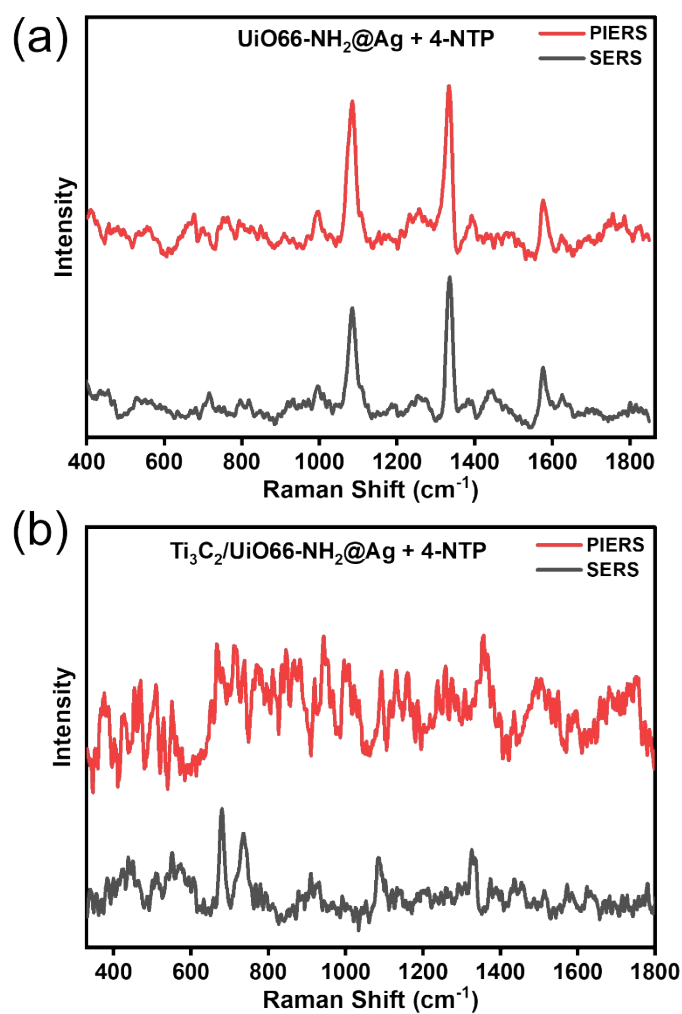 (a)
UiO66-NH₂@Ag + 4-NTP
PIERS
SERS
Intensity
400 600 800 1000 1200 1400 1600 1800
Raman Shift (cm⁻¹)
(b)
Ti₃C₂/UiO66-NH₂@Ag + 4-NTP
PIERS
SERS
Intensity
400 600 800 1000 1200 1400 1600 1800
Raman Shift (cm⁻¹)